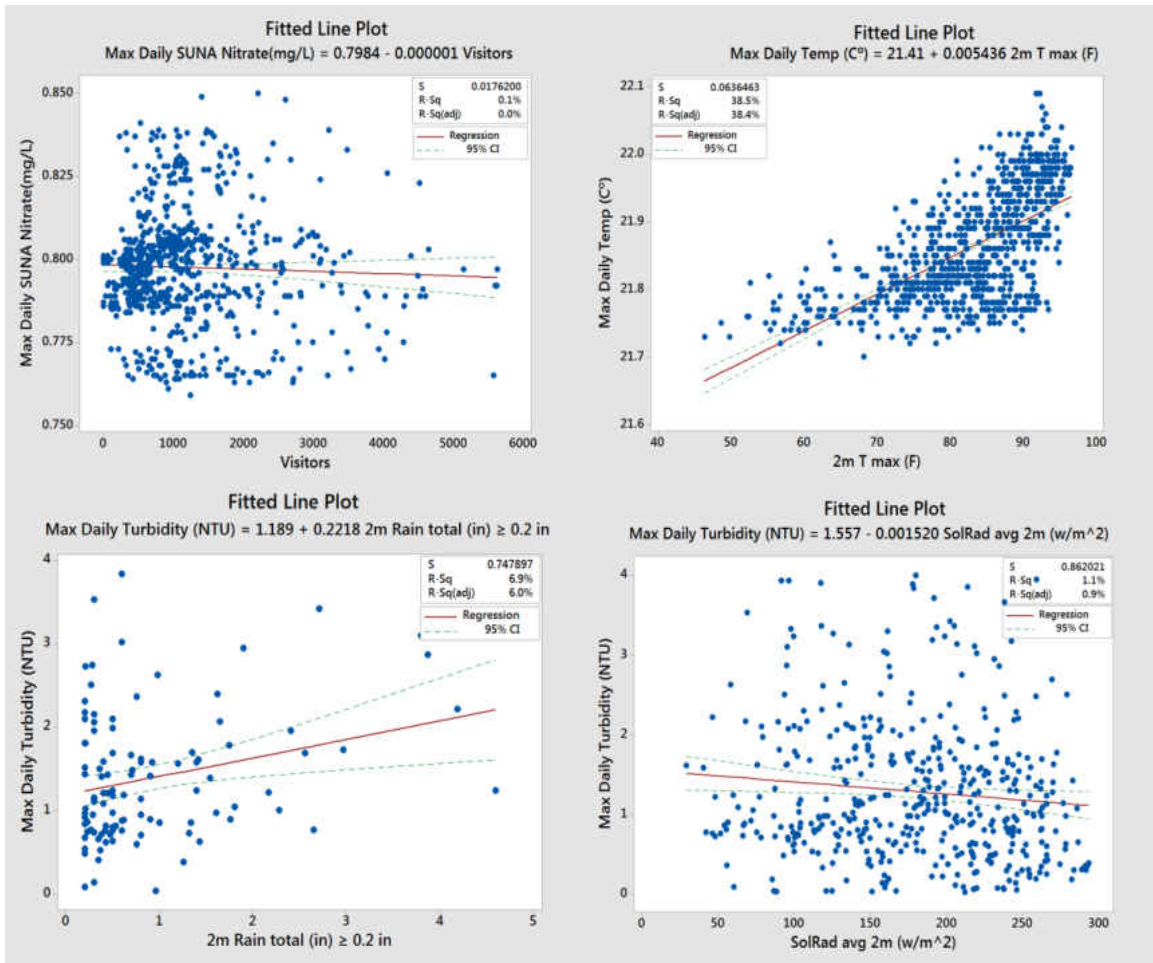 Fitted Line Plot
Max Daily SUNA Nitrate(mg/L) = 0.7984 - 0.000001 Visitors
S 0.0176200
R-Sq 0.1%
R-Sq(adj) 0.0%
Regression
95% CI
Max Daily SUNA Nitrate(mg/L)
0.850
0.825
0.800
0.775
0.750
0 1000 2000 3000 4000 5000 6000
Visitors
Fitted Line Plot
Max Daily Temp (Cº) = 21.41 + 0.005436 2m T max (F)
S 0.0636463
R-Sq 38.5%
R-Sq(adj) 38.4%
Regression
95% CI
Max Daily Temp (Cº)
22.1
22.0
21.9
21.8
21.7
21.6
40 50 60 70 80 90 100
2m T max (F)
Fitted Line Plot
Max Daily Turbidity (NTU) = 1.189 + 0.2218 2m Rain total (in) ≥ 0.2 in
S 0.747897
R-Sq 6.9%
R-Sq(adj) 6.0%
Regression
95% CI
Max Daily Turbidity (NTU)
4
3
2
1
0
0 1 2 3 4 5
2m Rain total (in) ≥ 0.2 in
Fitted Line Plot
Max Daily Turbidity (NTU) = 1.557 - 0.001520 SolRad avg 2m (w/m^2)
S 0.862021
R-Sq 1.1%
R-Sq(adj) 0.9%
Regression
95% CI
Max Daily Turbidity (NTU)
4
3
2
1
0
0 50 100 150 200 250 300
SolRad avg 2m (w/m^2)